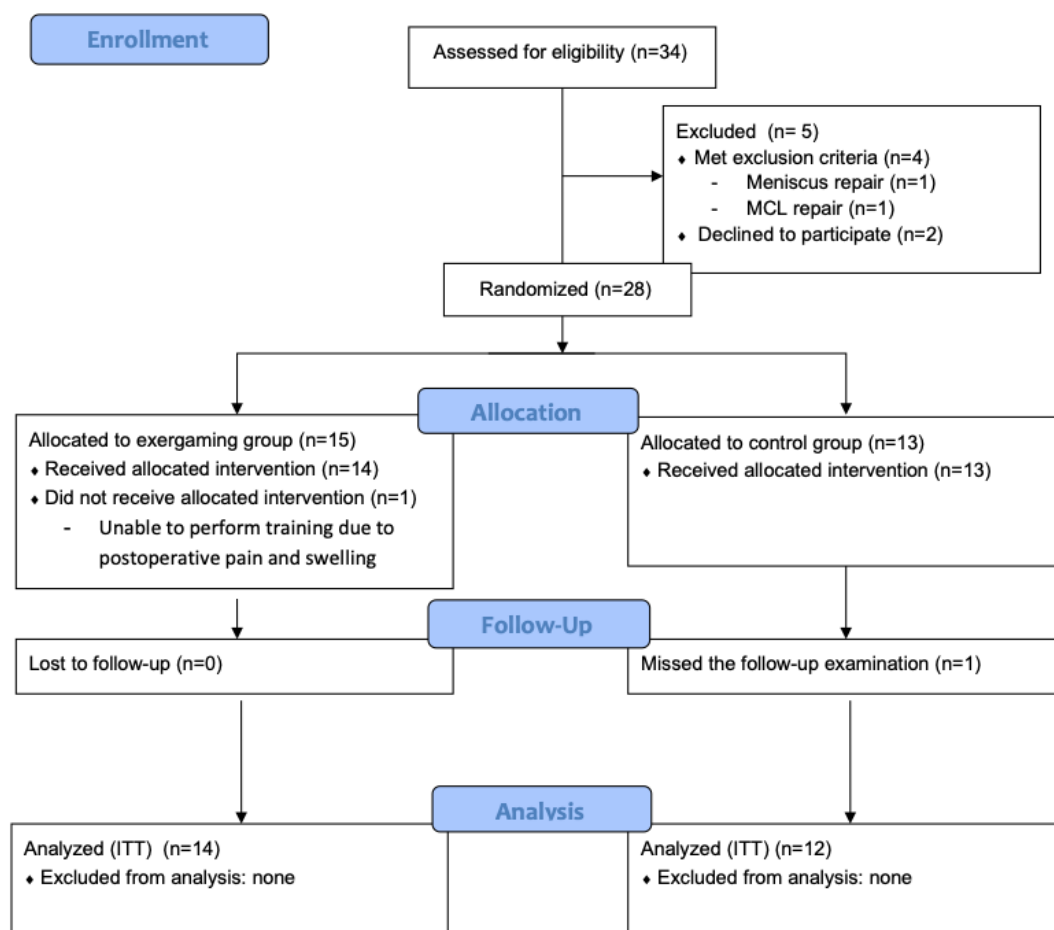 Enrollment
Assessed for eligibility (n=34)
Excluded (n= 5)
♦ Met exclusion criteria (n=4)
- Meniscus repair (n=1)
- MCL repair (n=1)
♦ Declined to participate (n=2)
Randomized (n=28)
Allocation
Allocated to exergaming group (n=15)
♦ Received allocated intervention (n=14)
♦ Did not receive allocated intervention (n=1)
- Unable to perform training due to
postoperative pain and swelling
Allocated to control group (n=13)
♦ Received allocated intervention (n=13)
Follow-Up
Lost to follow-up (n=0)
Missed the follow-up examination (n=1)
Analysis
Analyzed (ITT) (n=14)
♦ Excluded from analysis: none
Analyzed (ITT) (n=12)
♦ Excluded from analysis: none